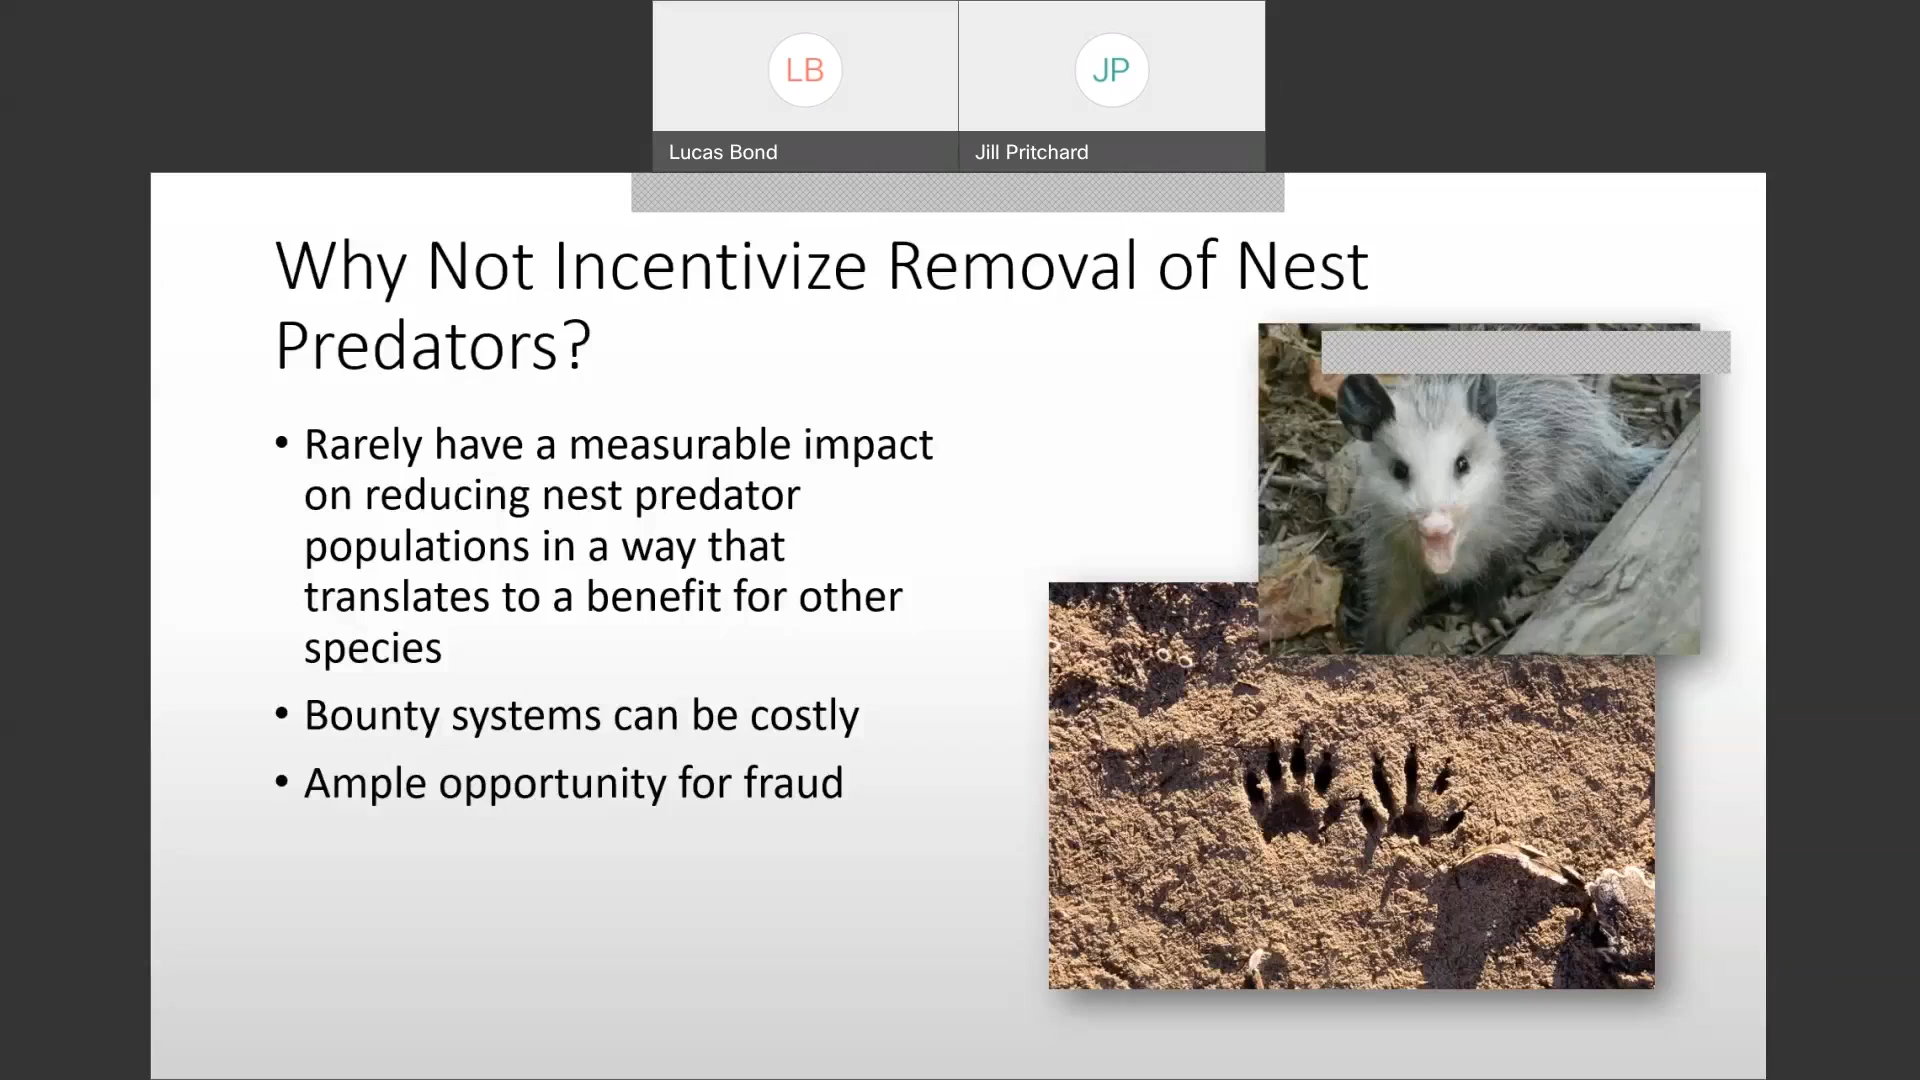 LB
JP
Lucas Bond
Jill Pritchard
Why Not Incentivize Removal of Nest
Predators?
• Rarely have a measurable impact
on reducing nest predator
populations in a way that
translates to a benefit for other
species
• Bounty systems can be costly
• Ample opportunity for fraud